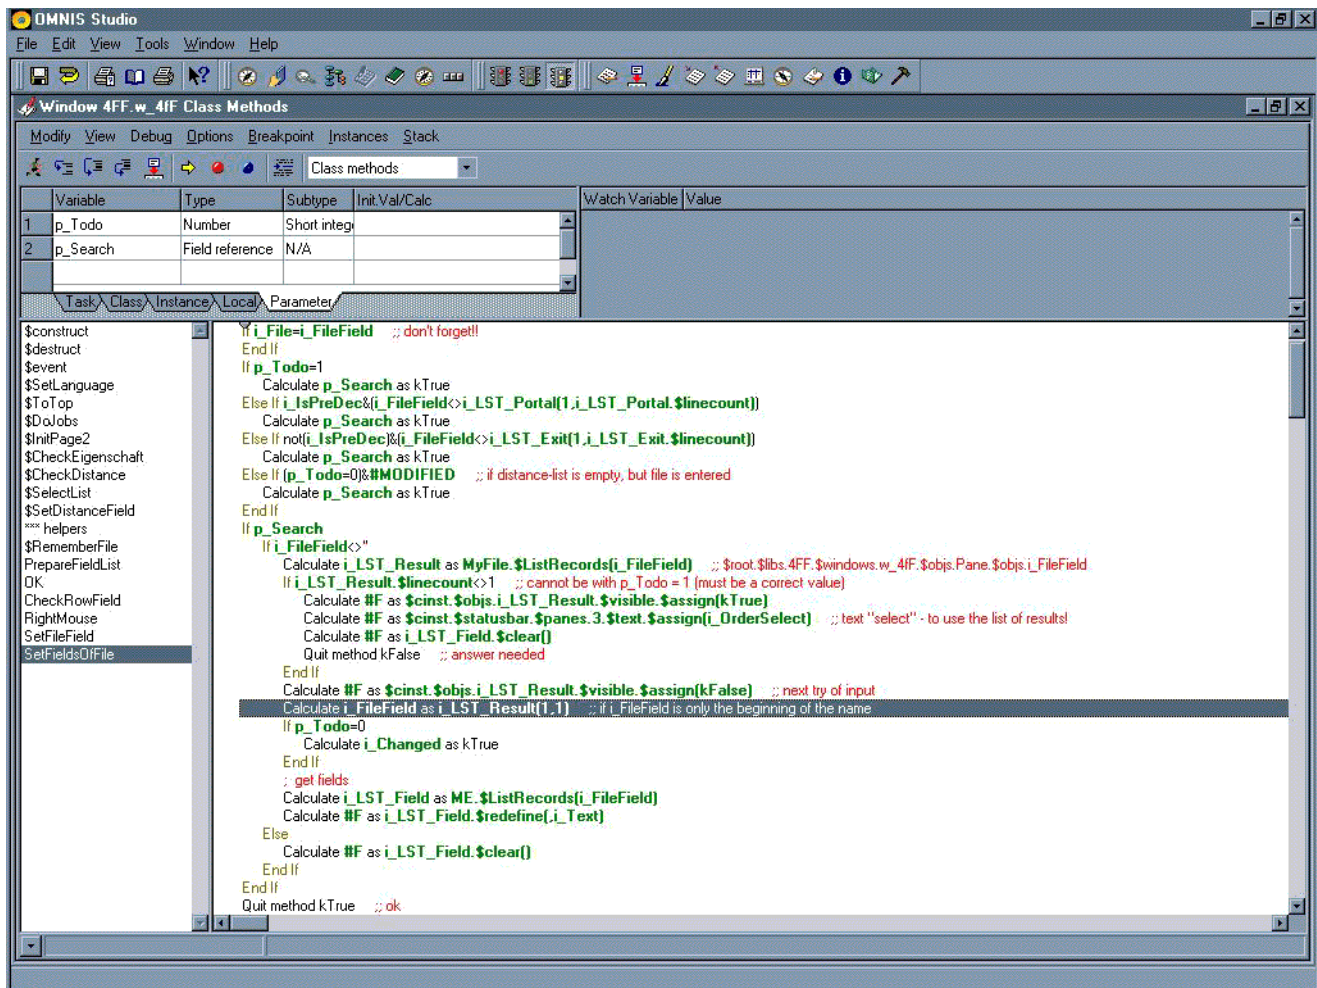 OMNIS Studio
File Edit View Tools Window Help
Window 4FF.w_4fF Class Methods
Modify View Debug Options Breakpoint Instances Stack
Class methods
Variable Type Subtype Init.Val/Calc
1 p_Todo Number Short integ
2 p_Search Field reference N/A
Task Class Instance Local Parameter
Watch Variable Value
$construct
$destruct
$event
$SetLanguage
$ToTop
$DoJobs
$InitPage2
$CheckEigenschaft
$CheckDistance
$SelectList
$SetDistanceField
*** helpers
$RememberFile
PrepareFieldList
OK
CheckRowField
RightMouse
SetFileField
SetFieldsOfFile
If i_File=i_FileField ;; don't forget!!
End If
If p_Todo=1
Calculate p_Search as kTrue
Else If i_IsPreDec&(i_FileField<>i_LST_Portal(1,i_LST_Portal.$linecount))
Calculate p_Search as kTrue
Else If not(i_IsPreDec)&(i_FileField<>i_LST_Exit(1,i_LST_Exit.$linecount))
Calculate p_Search as kTrue
Else If (p_Todo=0)&#MODIFIED ;; if distance-list is empty, but file is entered
Calculate p_Search as kTrue
End If
If p_Search
If i_FileField<>''
Calculate i_LST_Result as MyFile.$ListRecords(i_FileField) ;; $root.$libs.4FF.$windows.w_4fF.$objs.Pane.$objs.i_FileField
If i_LST_Result.$linecount<>1 ;; cannot be with p_Todo = 1 (must be a correct value)
Calculate #F as $cinst.$objs.i_LST_Result.$visible.$assign(kTrue)
Calculate #F as $cinst.$statusbar.$panes.3.$text.$assign(i_OrderSelect) ;; text "select" - to use the list of results!
Calculate #F as i_LST_Field.$clear()
Quit method kFalse ;; answer needed
End If
Calculate #F as $cinst.$objs.i_LST_Result.$visible.$assign(kFalse) ;; next try of input
Calculate i_FileField as i_LST_Result(1,1) ;; if i_FileField is only the beginning of the name
If p_Todo=0
Calculate i_Changed as kTrue
End If
; get fields
Calculate i_LST_Field as ME.$ListRecords(i_FileField)
Calculate #F as i_LST_Field.$redefine(,i_Text)
Else
Calculate #F as i_LST_Field.$clear()
End If
End If
Quit method kTrue ;; ok